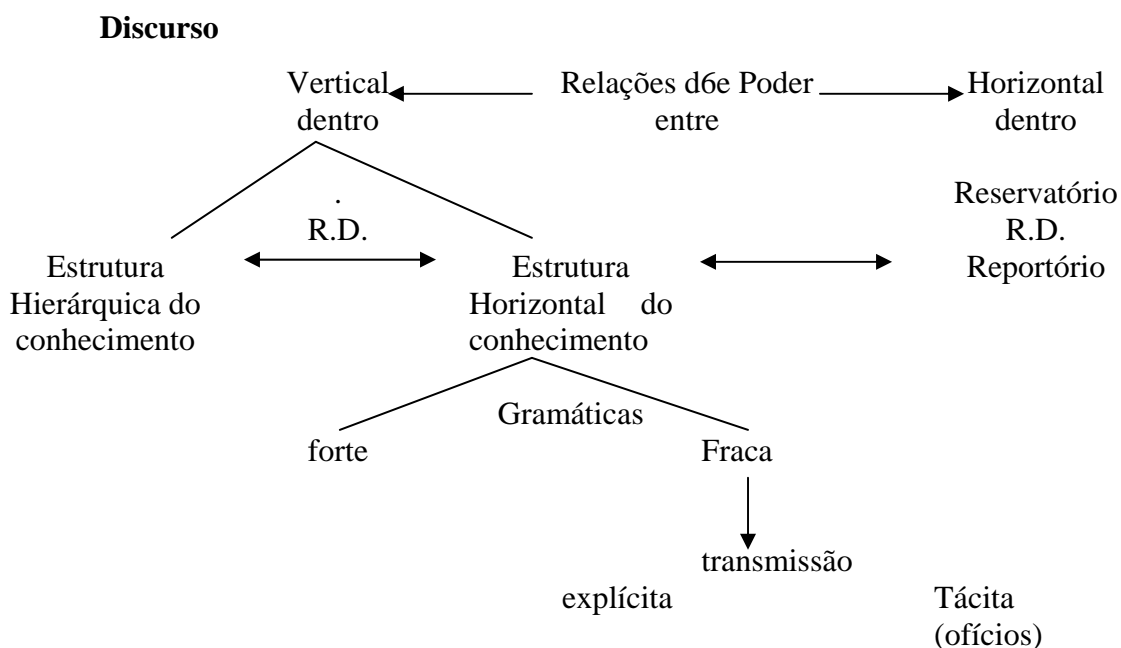 Discurso
Vertical Relações d6e Poder Horizontal
dentro entre dentro
.
R.D.
Reservatório
R.D.
Reportório
Estrutura
Hierárquica do
conhecimento
Estrutura
Horizontal do
conhecimento
Gramáticas
forte Fraca
transmissão
explícita Tácita
(ofícios)